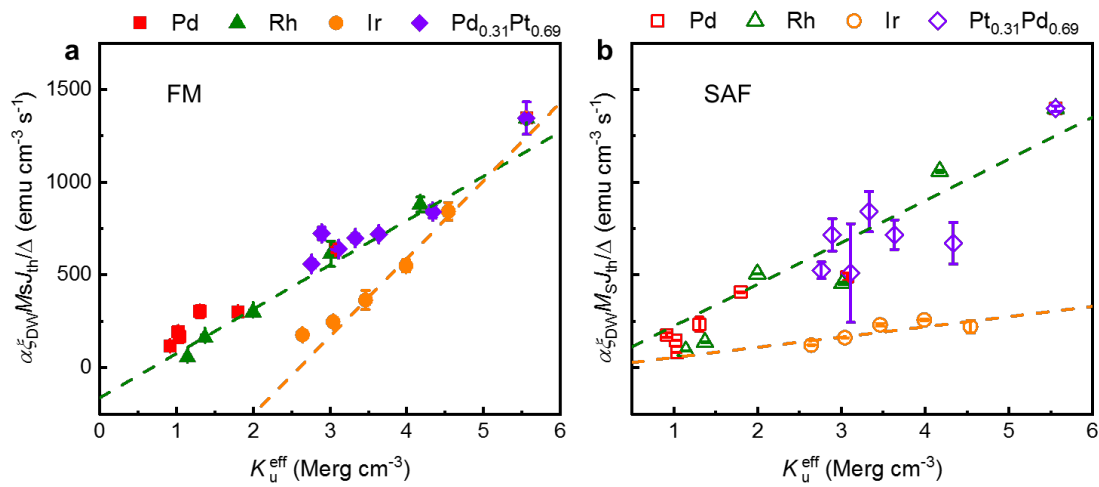 Pd Rh Ir Pd0.31Pt0.69
a
FM
αξDWMsJth/Δ (emu cm-3 s-1)
1500
1000
500
0
0 1 2 3 4 5 6
Kueff (Merg cm-3)
Pd Rh Ir Pt0.31Pd0.69
b
SAF
αξDWMSJth/Δ (emu cm-3 s-1)
1 2 3 4 5 6
Kueff (Merg cm-3)